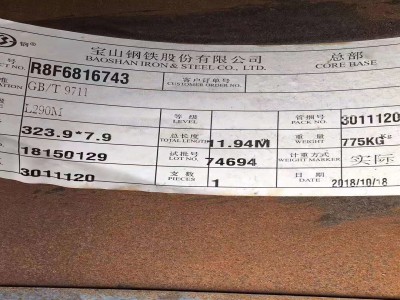 钢® 宝山钢铁股份有限公司 总部
BAOSHAN IRON & STEEL CO., LTD. CORE BASE
R8F6816743 客户订单号 CUSTOMER ORDER NO.
GB/T 9711
L290M 等级 LEVEL 管捆号 PACK NO. 3011120
323.9*7.9 总长度 TOTAL LENGTH 11.94M 重量 WEIGHT 775KG
18150129 试批号 LOT NO. 74694 计重方式 WEIGHT MARKER 实际
3011120 支数 PIECES 1 日期 DATE 2018/10/18